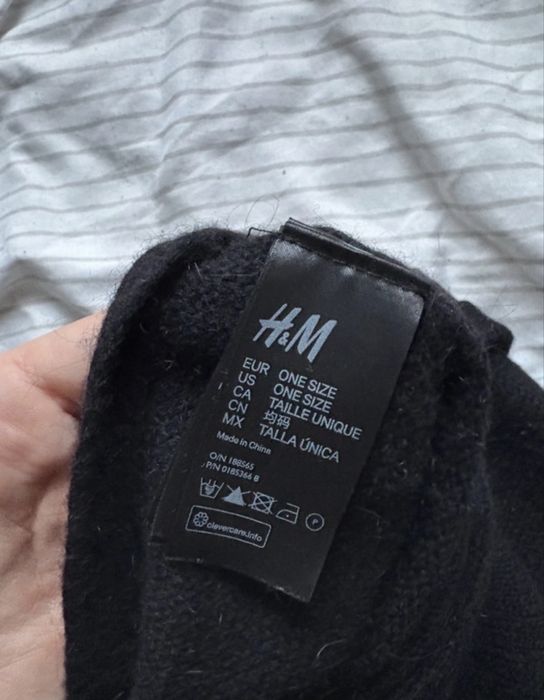 H&M
EUR ONE SIZE
US ONE SIZE
CA TAILLE UNIQUE
CN 均码
MX TALLA ÚNICA
Made in China
O/N 188565
P/N 0185366 8
P
clevercare.info